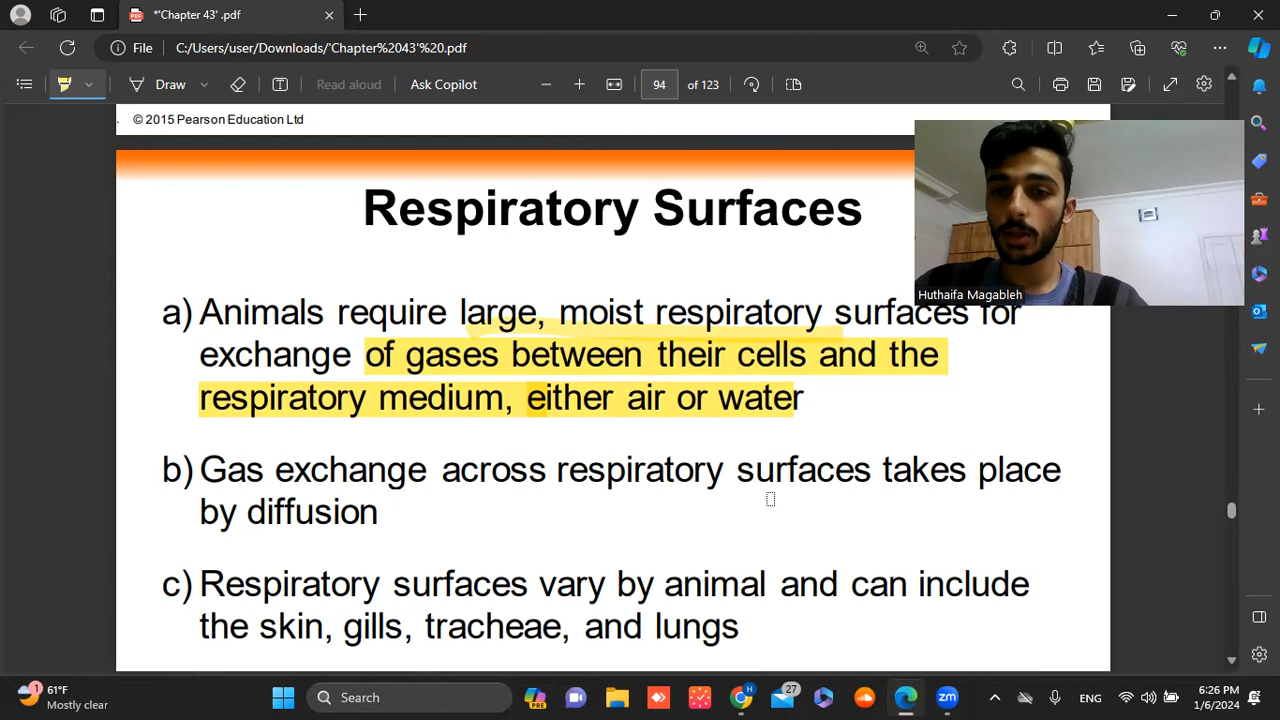 *'Chapter 43' .pdf
File
C:/Users/user/Downloads/'Chapter%2043'%20.pdf
Draw
Read aloud
Ask Copilot
94
of 123
© 2015 Pearson Education Ltd
Respiratory Surfaces
a) Animals require large, moist respiratory surfaces for
exchange of gases between their cells and the
respiratory medium, either air or water
b) Gas exchange across respiratory surfaces takes place
by diffusion
c) Respiratory surfaces vary by animal and can include
the skin, gills, tracheae, and lungs
Huthaifa Magableh
1
61°F
Mostly clear
Search
PRE
H
27
zm
ENG
6:26 PM
1/6/2024